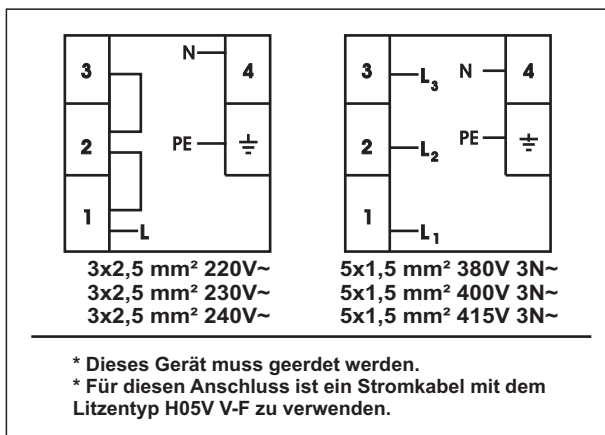 3 N 4
2 PE ⏚
1 L
3x2,5 mm² 220V~
3x2,5 mm² 230V~
3x2,5 mm² 240V~
3 L3 N 4
2 L2 PE ⏚
1 L1
5x1,5 mm² 380V 3N~
5x1,5 mm² 400V 3N~
5x1,5 mm² 415V 3N~
* Dieses Gerät muss geerdet werden.
* Für diesen Anschluss ist ein Stromkabel mit dem
Litzentyp H05V V-F zu verwenden.